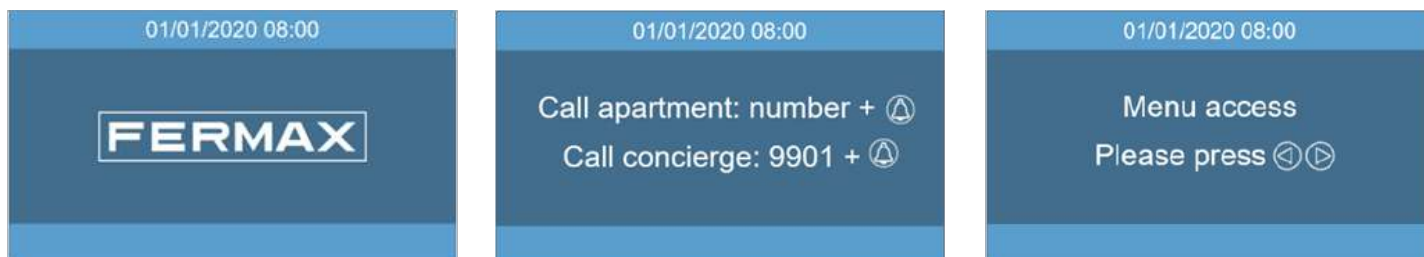 01/01/2020 08:00
FERMAX
01/01/2020 08:00
Call apartment: number +
Call concierge: 9901 +
01/01/2020 08:00
Menu access
Please press